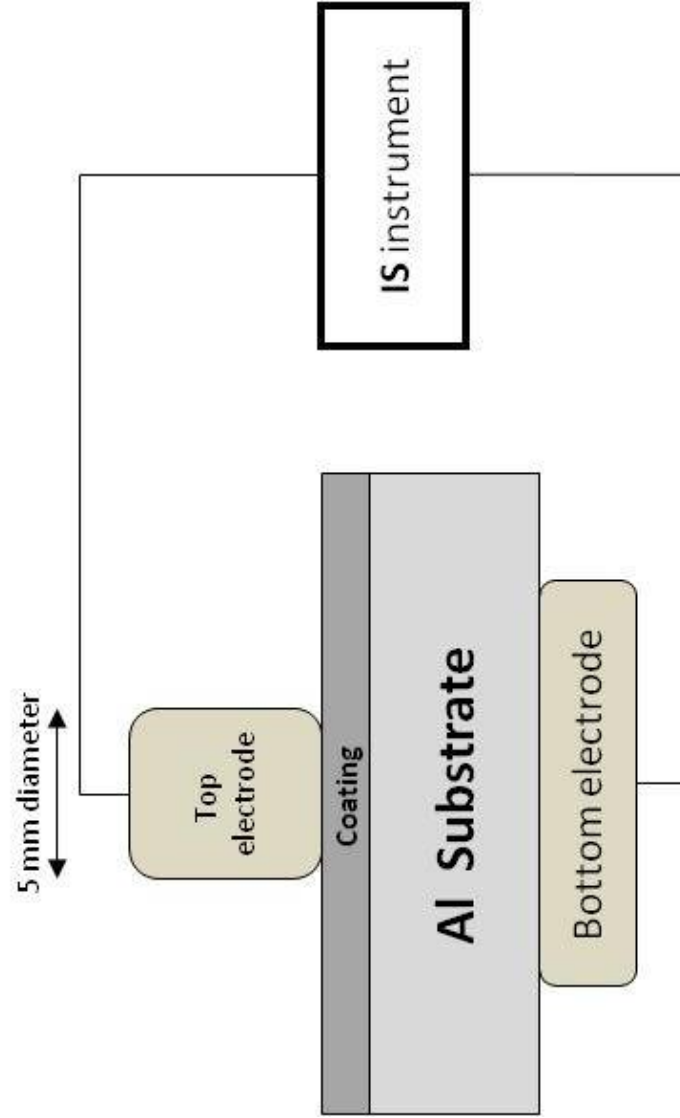 5 mm diameter
Top
electrode
Coating
Al Substrate
Bottom electrode
IS instrument